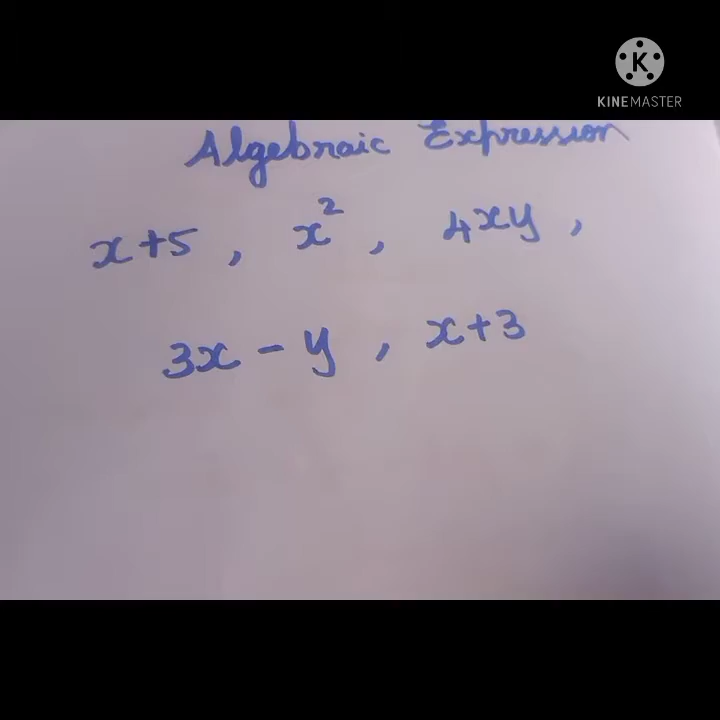 K
KINEMASTER
Algebraic Expression
x+5 , x² , 4xy ,
3x - y , x+3